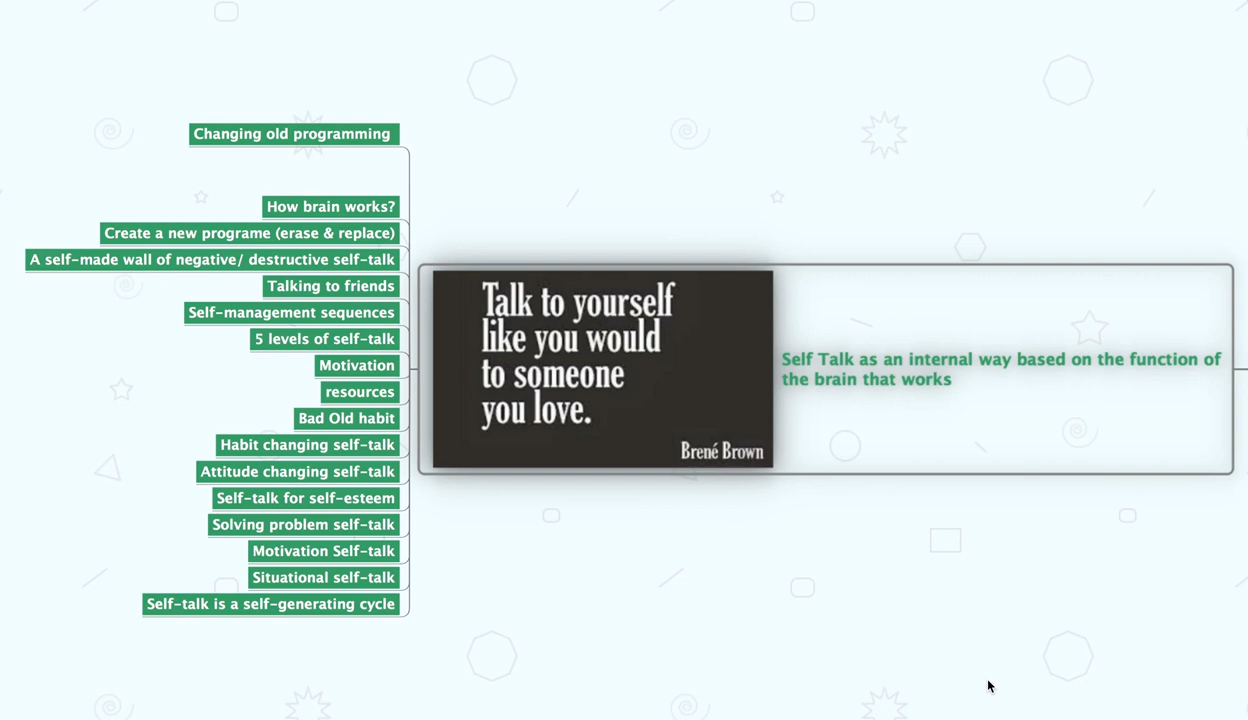 Changing old programming
How brain works?
Create a new programe (erase & replace)
A self-made wall of negative/ destructive self-talk
Talking to friends
Self-management sequences
5 levels of self-talk
Motivation
resources
Bad Old habit
Habit changing self-talk
Attitude changing self-talk
Self-talk for self-esteem
Solving problem self-talk
Motivation Self-talk
Situational self-talk
Self-talk is a self-generating cycle
Talk to yourself
like you would
to someone
you love.
Brené Brown
Self Talk as an internal way based on the function of
the brain that works